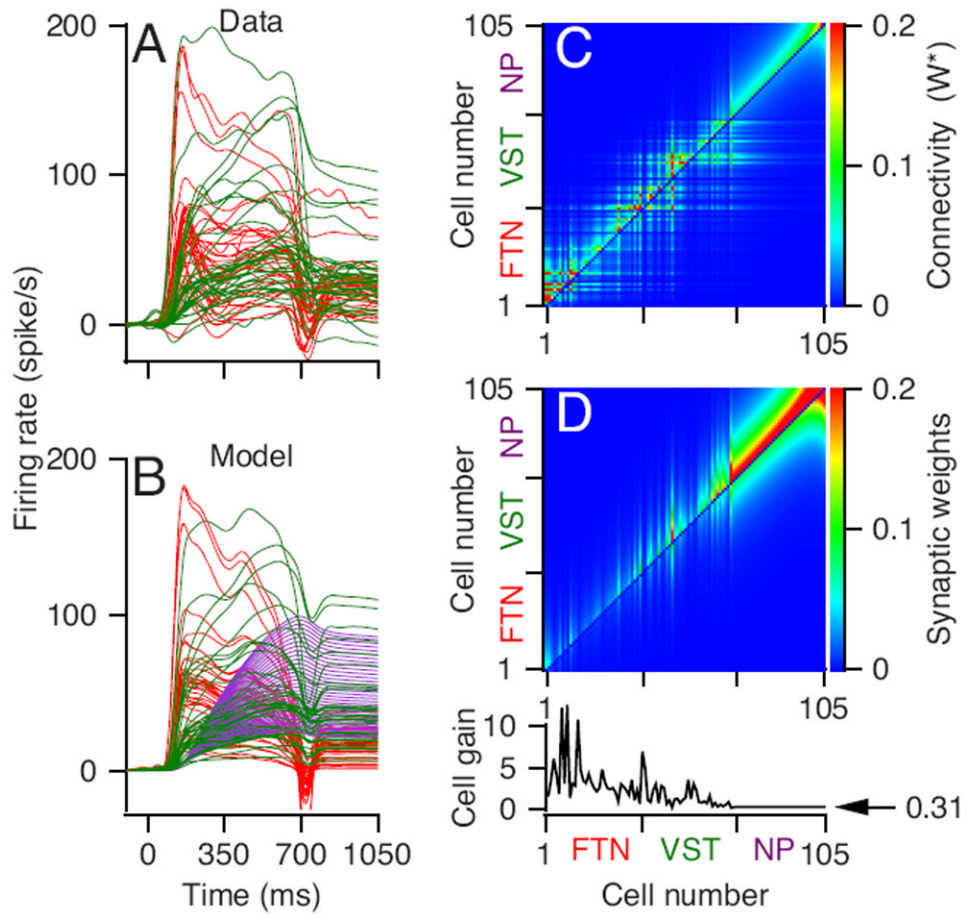 A
Data
200
100
0
Firing rate (spike/s)
B
Model
200
100
0
0 350 700 1050
Time (ms)
C
105
1
Cell number
FTN VST NP
1 105
0.2
0.1
0
Connectivity (W*)
D
105
1
Cell number
FTN VST NP
1 105
0.2
0.1
0
Synaptic weights
10
5
0
Cell gain
0.31
1 FTN VST NP 105
Cell number